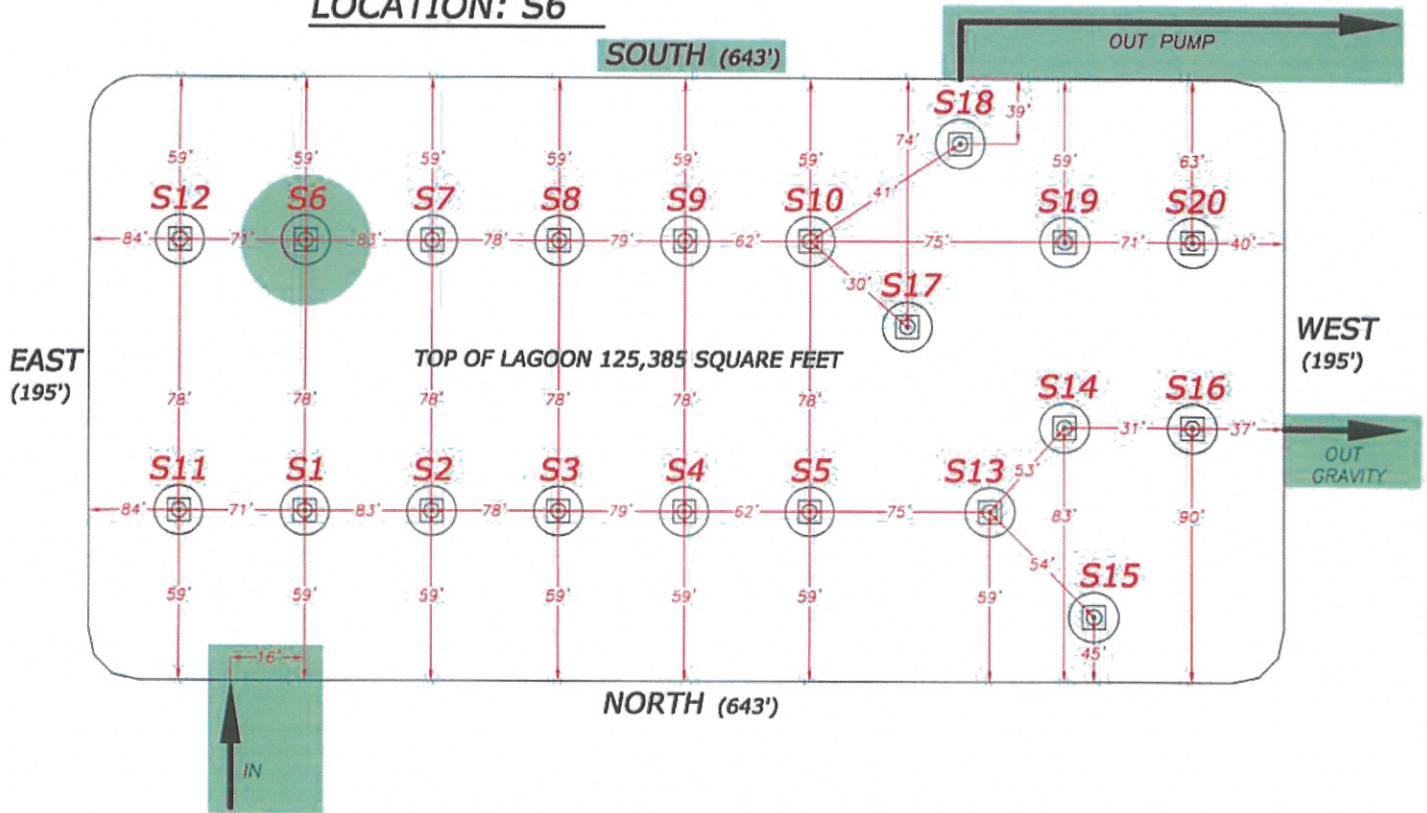 LOCATION: S6
SOUTH (643')
OUT PUMP
S18
39'
74'
59' 59' 59' 59' 59' 59' 59' 63'
S12 S6 S7 S8 S9 S10 S19 S20
41'
84' 71' 83' 78' 79' 62' 75' 71' 40'
30' S17
EAST
(195')
WEST
(195')
TOP OF LAGOON 125,385 SQUARE FEET
78' 78' 78' 78' 78' 78'
S14 S16
31' 37'
OUT
GRAVITY
S11 S1 S2 S3 S4 S5 S13
53'
84' 71' 83' 78' 79' 62' 75'
83' 90'
54'
S15
59' 59' 59' 59' 59' 59' 59'
45'
16'
NORTH (643')
IN